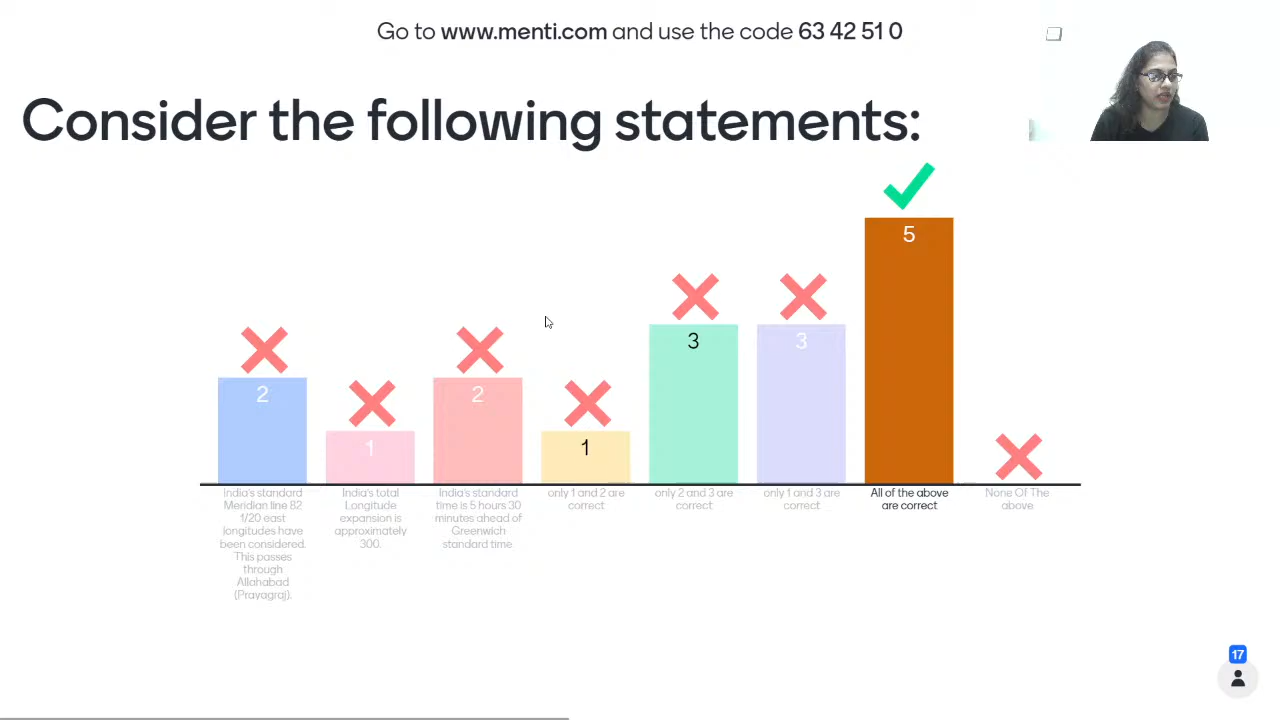 Go to www.menti.com and use the code 63 42 51 0
Consider the following statements:
2
1
2
1
3
3
5
India's standard
Meridian line 82
1/20 east
longitudes have
been considered.
This passes
through
Allahabad
(Prayagraj).
India's total
Longitude
expansion is
approximately
300.
India's standard
time is 5 hours 30
minutes ahead of
Greenwich
standard time.
only 1 and 2 are
correct
only 2 and 3 are
correct
only 1 and 3 are
correct
All of the above
are correct
None Of The
above
17